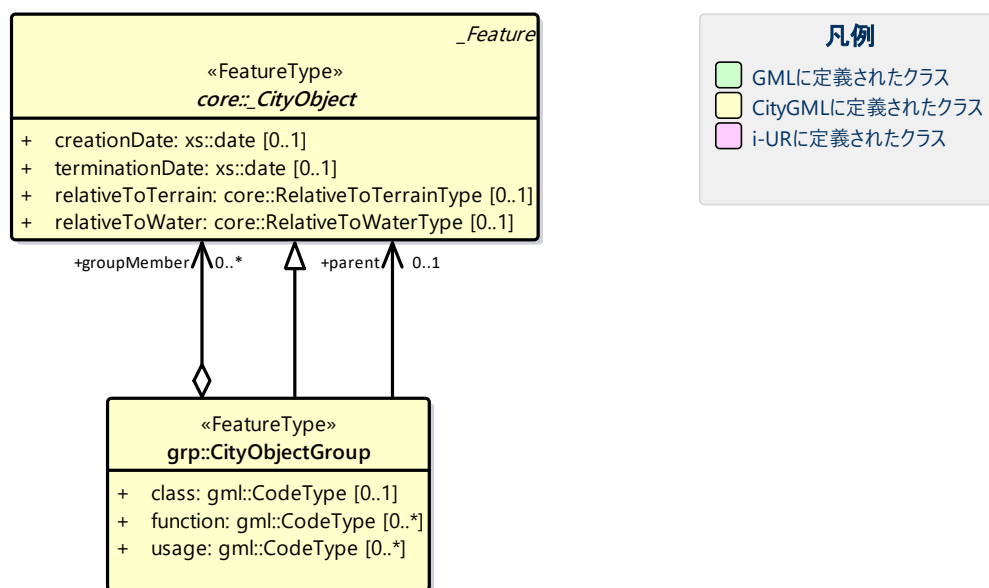 _Feature
«FeatureType»
core::_CityObject
+ creationDate: xs::date [0..1]
+ terminationDate: xs::date [0..1]
+ relativeToTerrain: core::RelativeToTerrainType [0..1]
+ relativeToWater: core::RelativeToWaterType [0..1]
+groupMember 0..* +parent 0..1
«FeatureType»
grp::CityObjectGroup
+ class: gml::CodeType [0..1]
+ function: gml::CodeType [0..*]
+ usage: gml::CodeType [0..*]
凡例
GMLに定義されたクラス
CityGMLに定義されたクラス
i-URに定義されたクラス